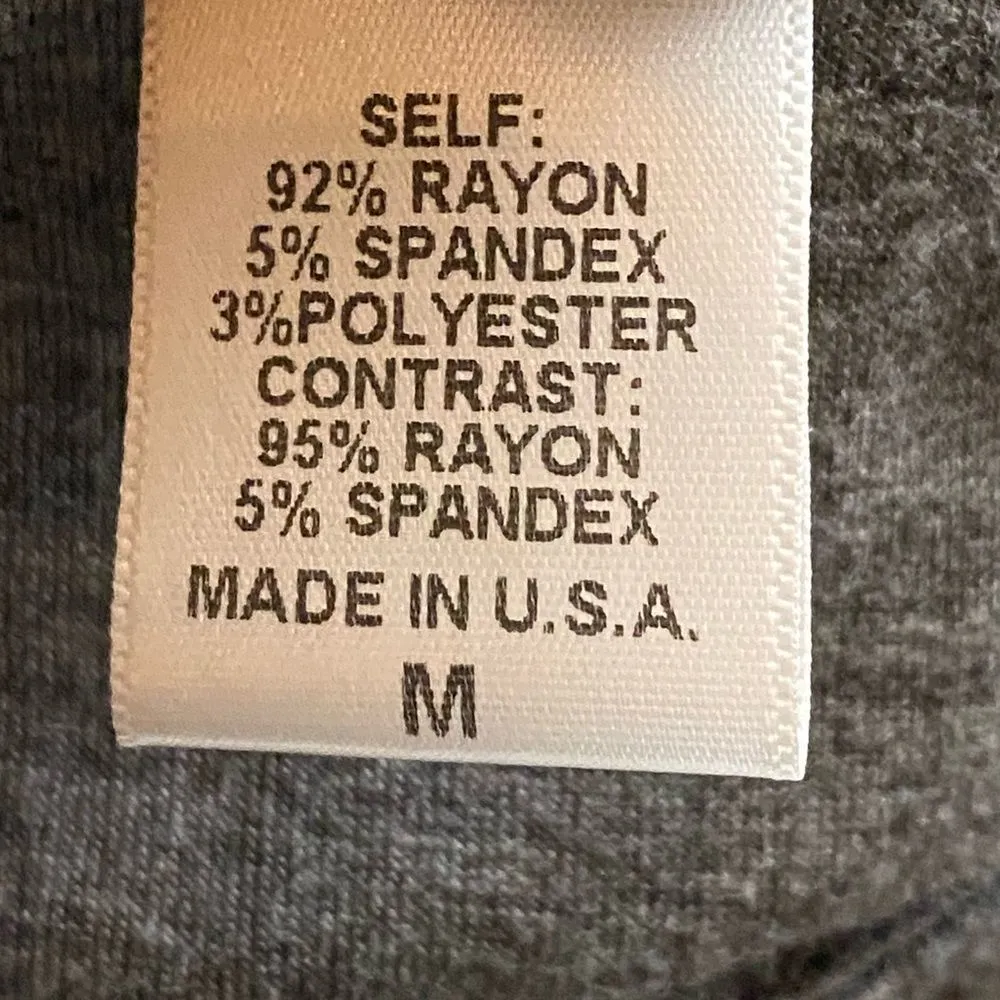 SELF:
92% RAYON
5% SPANDEX
3%POLYESTER
CONTRAST:
95% RAYON
5% SPANDEX
MADE IN U.S.A.
M